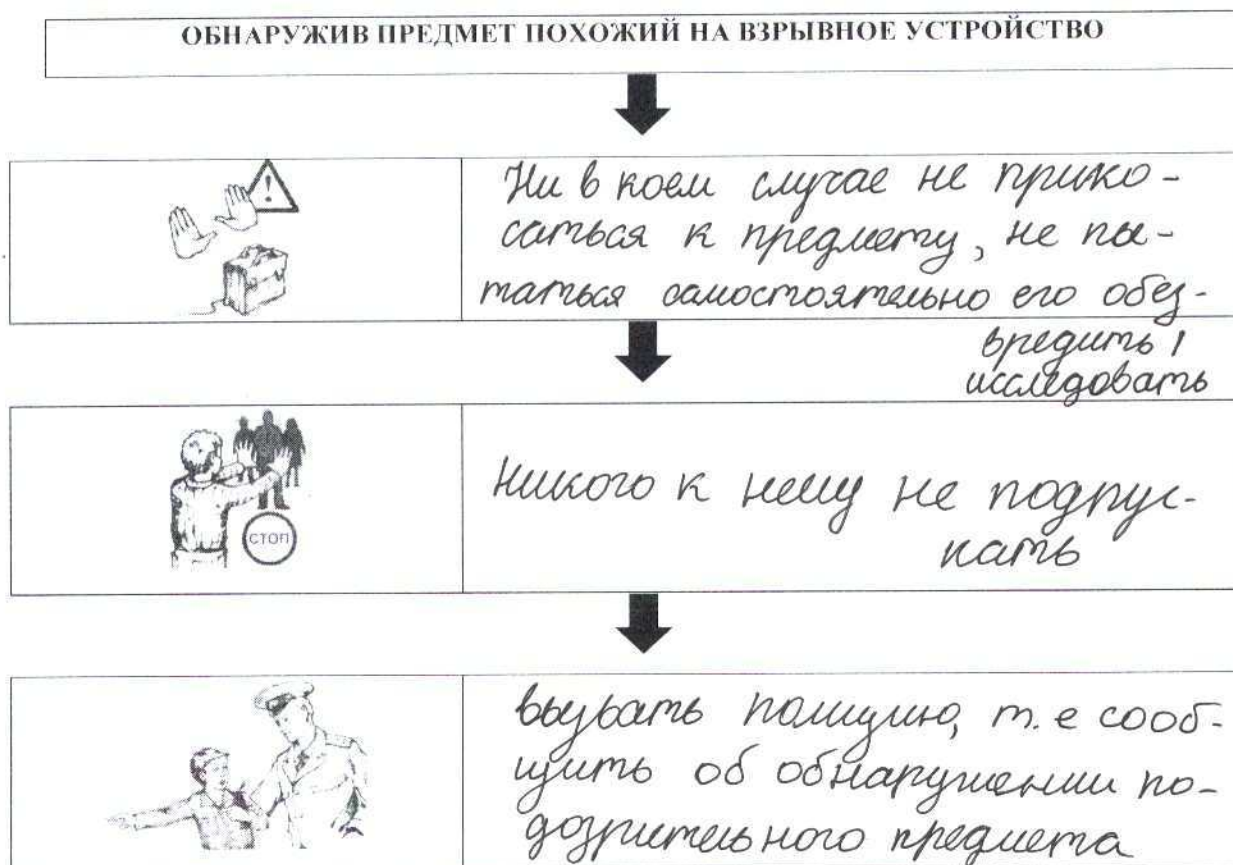 ОБНАРУЖИВ ПРЕДМЕТ ПОХОЖИЙ НА ВЗРЫВНОЕ УСТРОЙСТВО
!
Ни в коем случае не прико-
саться к предмету, не пы-
таться самостоятельно его обез-
вредить,
исследовать
СТОП
Никого к нему не подпус-
кать
вызвать полицию, т.е сооб-
щить об обнаружении по-
дозрительного предмета